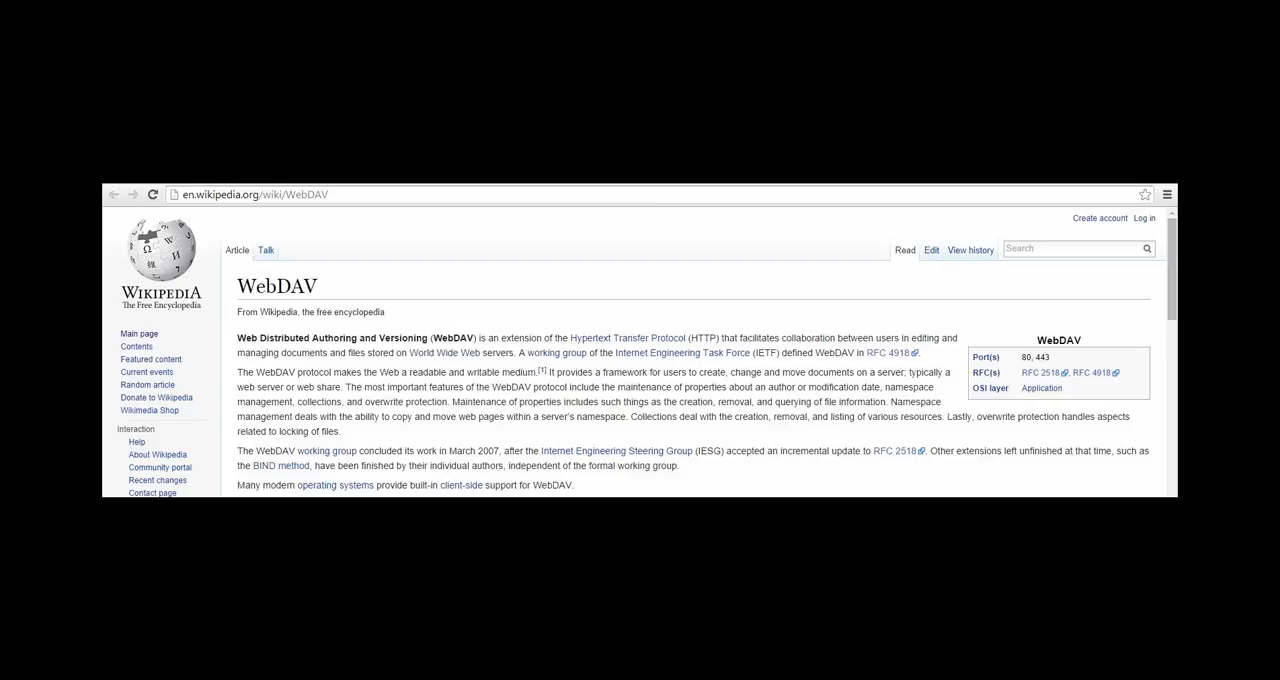 en.wikipedia.org/wiki/WebDAV
Create account Log in
WIKIPEDIA
The Free Encyclopedia
Article Talk
Read Edit View history Search
WebDAV
From Wikipedia, the free encyclopedia
Main page
Contents
Featured content
Current events
Random article
Donate to Wikipedia
Wikimedia Shop
Interaction
Help
About Wikipedia
Community portal
Recent changes
Contact page
Web Distributed Authoring and Versioning (WebDAV) is an extension of the Hypertext Transfer Protocol (HTTP) that facilitates collaboration between users in editing and
managing documents and files stored on World Wide Web servers. A working group of the Internet Engineering Task Force (IETF) defined WebDAV in RFC 4918.
The WebDAV protocol makes the Web a readable and writable medium.[1] It provides a framework for users to create, change and move documents on a server; typically a
web server or web share. The most important features of the WebDAV protocol include the maintenance of properties about an author or modification date, namespace
management, collections, and overwrite protection. Maintenance of properties includes such things as the creation, removal, and querying of file information. Namespace
management deals with the ability to copy and move web pages within a server's namespace. Collections deal with the creation, removal, and listing of various resources. Lastly, overwrite protection handles aspects
related to locking of files.
The WebDAV working group concluded its work in March 2007, after the Internet Engineering Steering Group (IESG) accepted an incremental update to RFC 2518. Other extensions left unfinished at that time, such as
the BIND method, have been finished by their individual authors, independent of the formal working group.
Many modern operating systems provide built-in client-side support for WebDAV.
WebDAV
Port(s) 80, 443
RFC(s) RFC 2518, RFC 4918
OSI layer Application